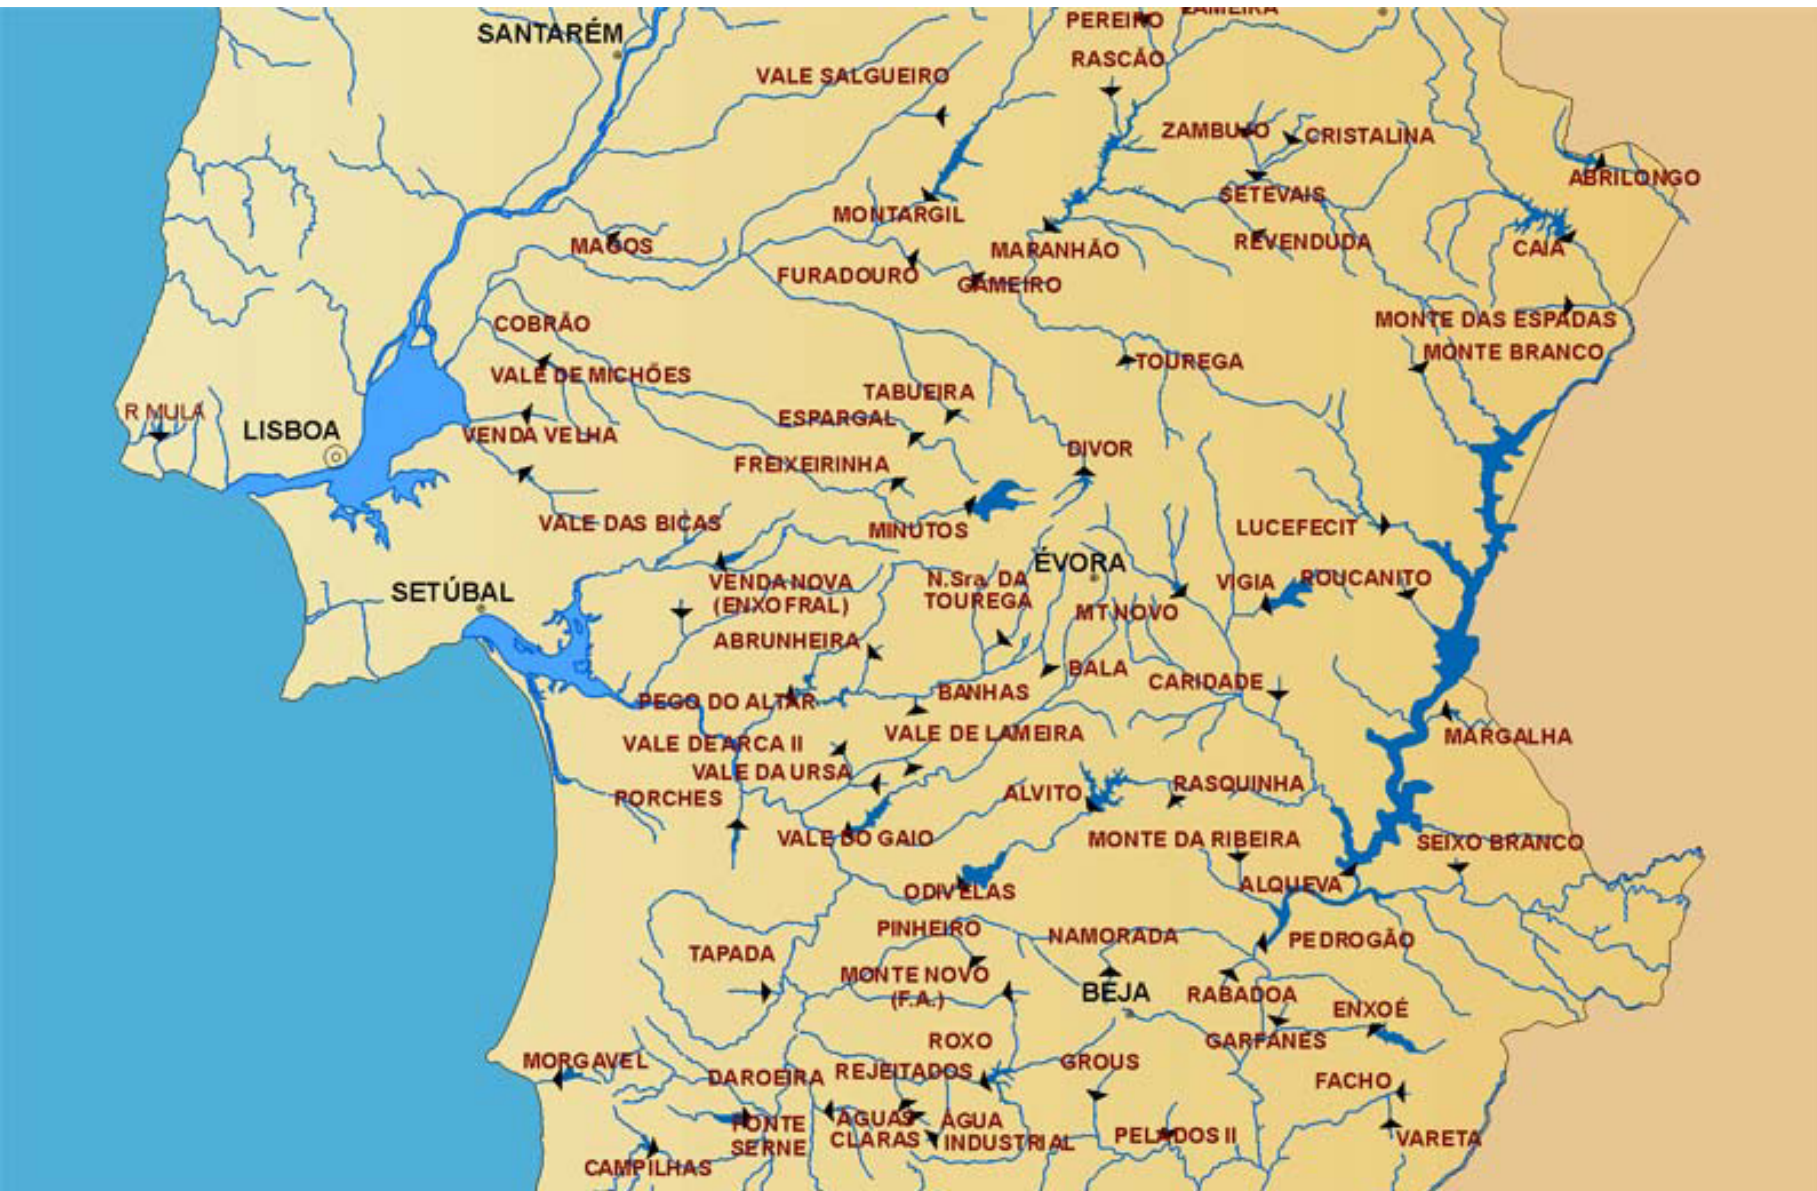 ZAMEIRA
PEREIRO
SANTARÉM
RASCÃO
VALE SALGUEIRO
ZAMBUJO
CRISTALINA
ABRILONGO
SETEVAIS
MONTARGIL
MAGOS
MARANHÃO
REVENDUDA
CAIA
FURADOURO
GAMEIRO
COBRÃO
MONTE DAS ESPADAS
MONTE BRANCO
TOUREGA
VALE DE MICHÕES
TABUEIRA
R MULA
ESPARGAL
LISBOA
VENDA VELHA
DIVOR
FREIXEIRINHA
VALE DAS BICAS
MINUTOS
LUCEFECIT
ÉVORA
VENDA NOVA
(ENXOFRAL)
N.Sra. DA
TOUREGA
VIGIA
ROUCANITO
SETÚBAL
MT NOVO
ABRUNHEIRA
BALA
CARIDADE
BANHAS
PEGO DO ALTAR
VALE DE LAMEIRA
MARGALHA
VALE DE ARCA II
VALE DA URSA
RASQUINHA
ALVITO
PORCHES
VALE DO GAIO
MONTE DA RIBEIRA
SEIXO BRANCO
ALQUEVA
ODIVELAS
PINHEIRO
NAMORADA
PEDROGÃO
TAPADA
MONTE NOVO
(F.A.)
BEJA
RABADOA
ENXOÉ
ROXO
GARFANES
MORGAVEL
GROUS
DAROEIRA
REJEITADOS
FACHO
FONTE
SERNE
AGUAS
CLARAS
ÁGUA
INDUSTRIAL
PELADOS II
VARETA
CAMPILHAS